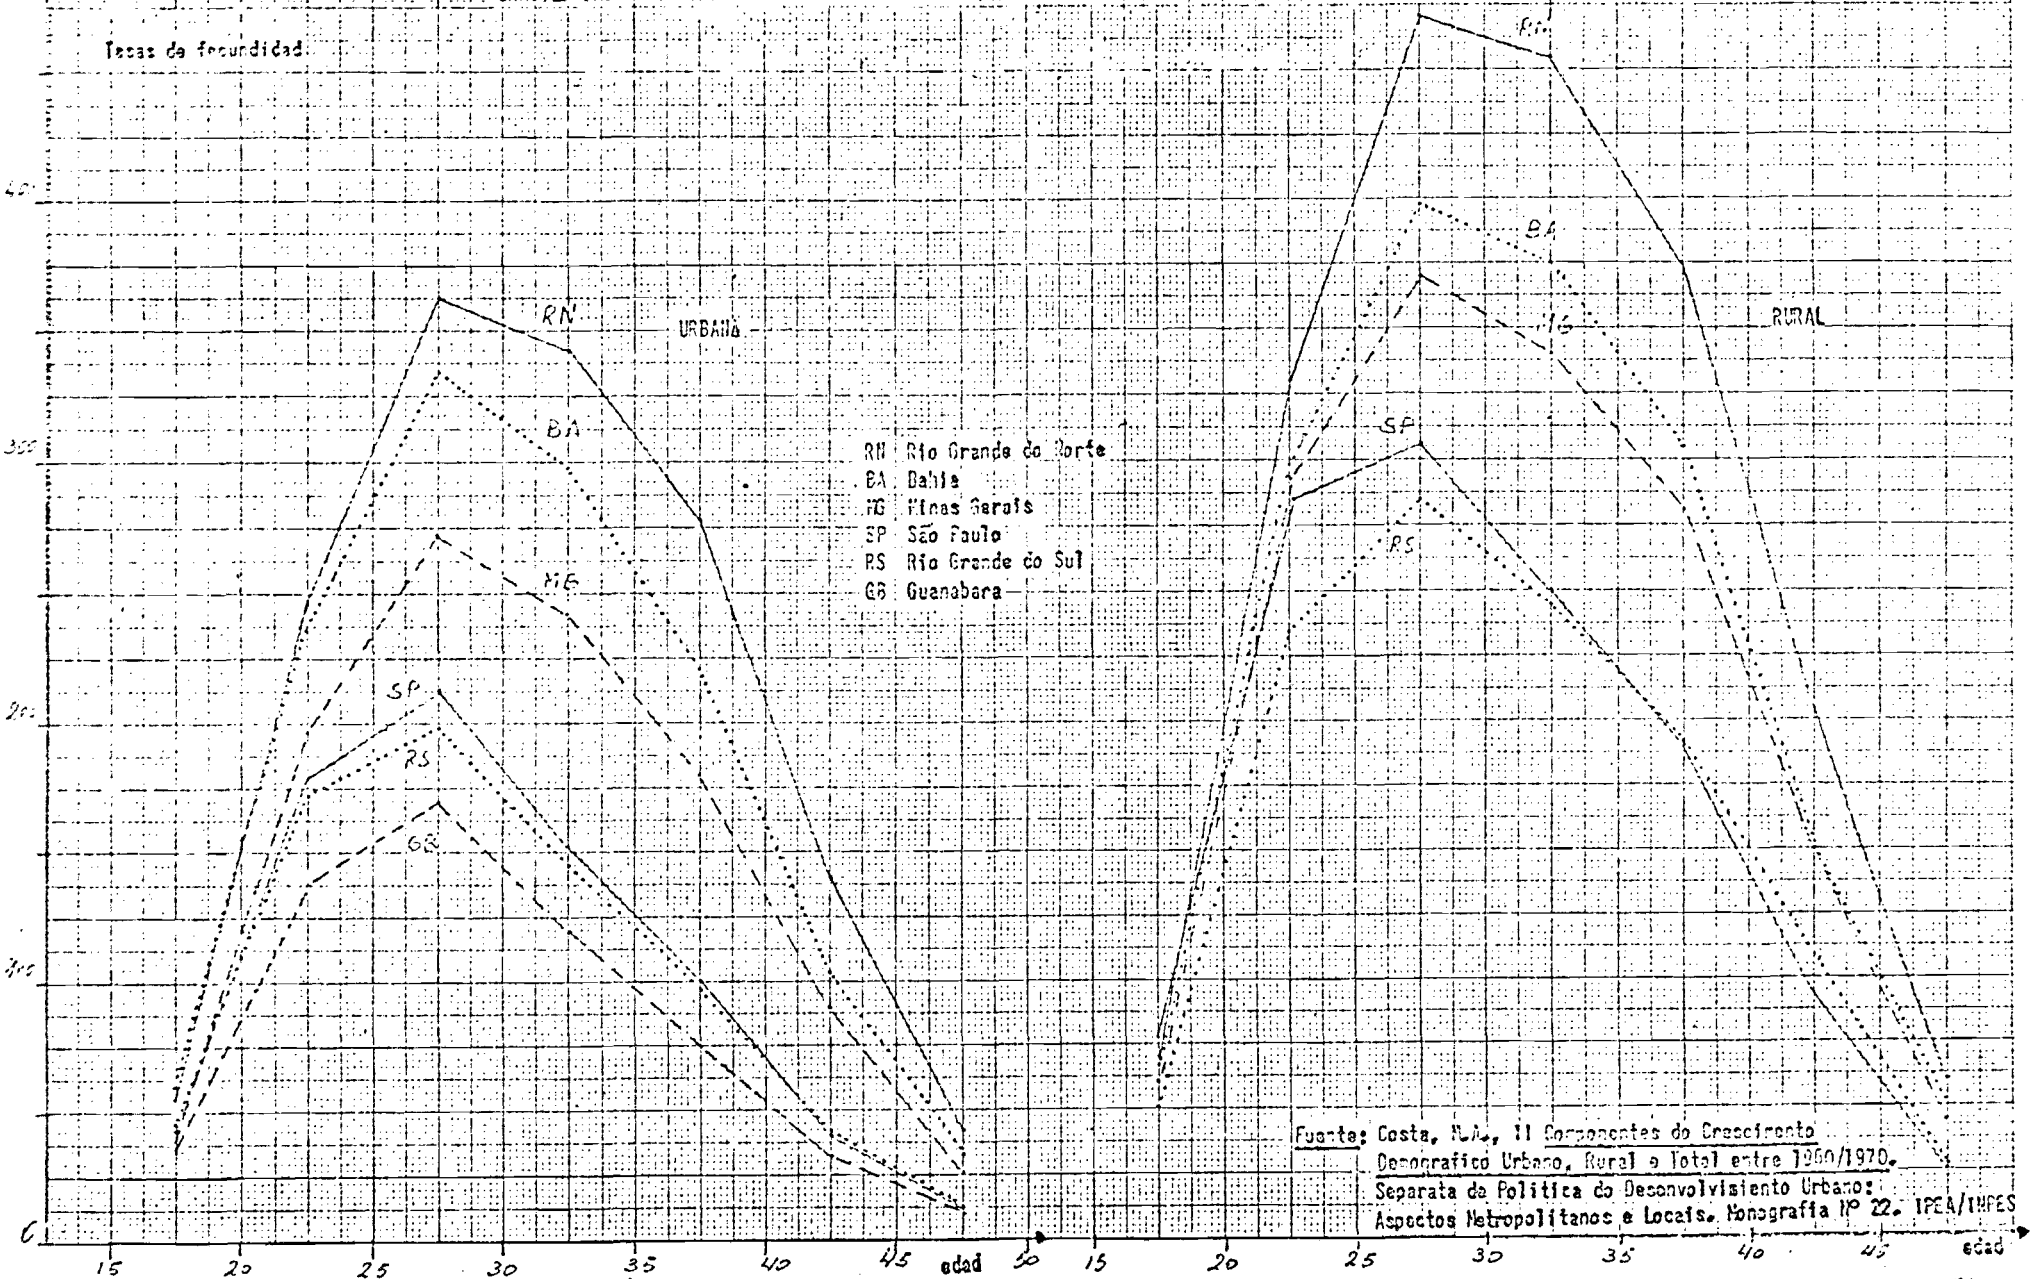 Tasas de fecundidad
RN
400
BA
RN
URBANA
MG
RURAL
BA
SP
300
RN Rio Grande do Norte
BA Bahia
MG Minas Gerais
SP São Paulo
RS Rio Grande do Sul
GB Guanabara
RS
MG
SP
200
RS
GB
100
Fuente: Costa, M.A., II Componentes do Crescimento
Demografico Urbano, Rural e Total entre 1960/1970.
Separata da Politica do Desenvolvimiento Urbano:
Aspectos Metropolitanos e Locais. Monografia Nº 22. IPEA/INPES
0
15 20 25 30 35 40 45 edad 50 15 20 25 30 35 40 45 edad